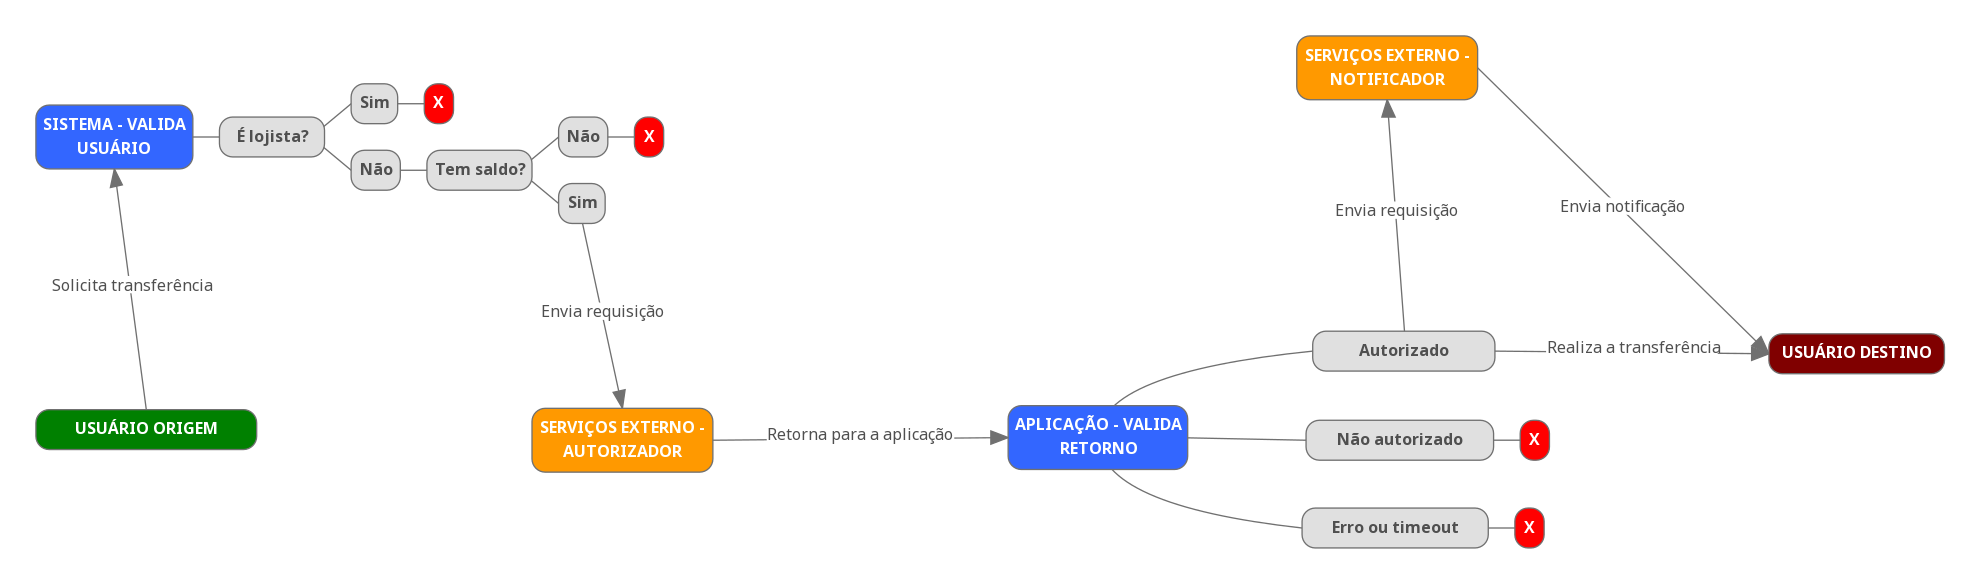 SERVIÇOS EXTERNO -
NOTIFICADOR
Sim
X
SISTEMA - VALIDA
USUÁRIO
É lojista?
Não
X
Não
Tem saldo?
Sim
Envia requisição
Envia notificação
Solicita transferência
Envia requisição
Autorizado
Realiza a transferência
USUÁRIO DESTINO
USUÁRIO ORIGEM
SERVIÇOS EXTERNO -
AUTORIZADOR
Retorna para a aplicação
APLICAÇÃO - VALIDA
RETORNO
Não autorizado
X
Erro ou timeout
X